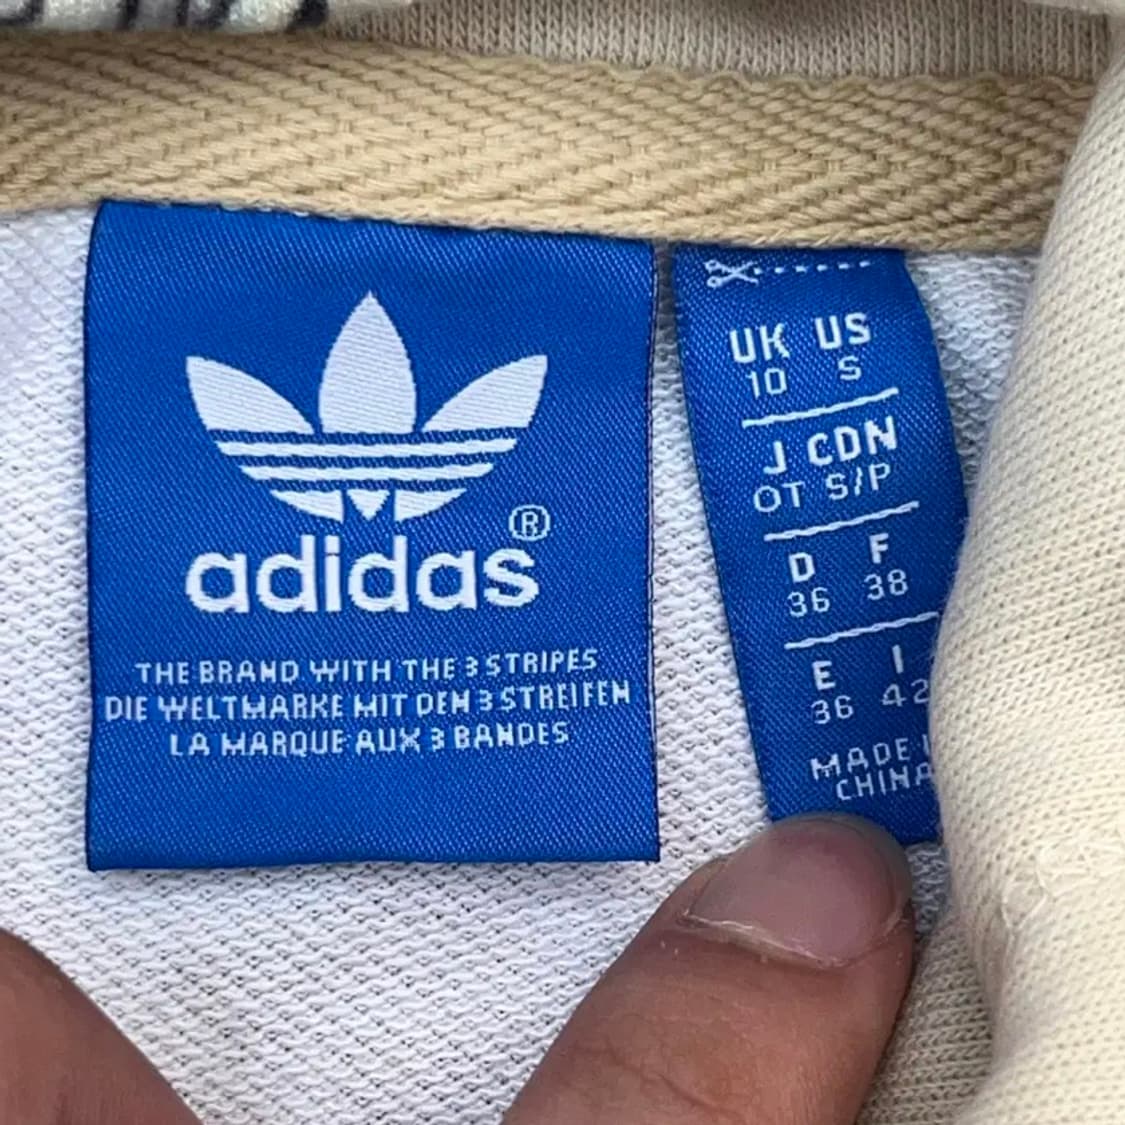 adidas®
THE BRAND WITH THE 3 STRIPES
DIE WELTMARKE MIT DEN 3 STREIFEN
LA MARQUE AUX 3 BANDES
UK US
10 S
J CDN
OT S/P
D F
36 38
E I
36 42
MADE
CHINA